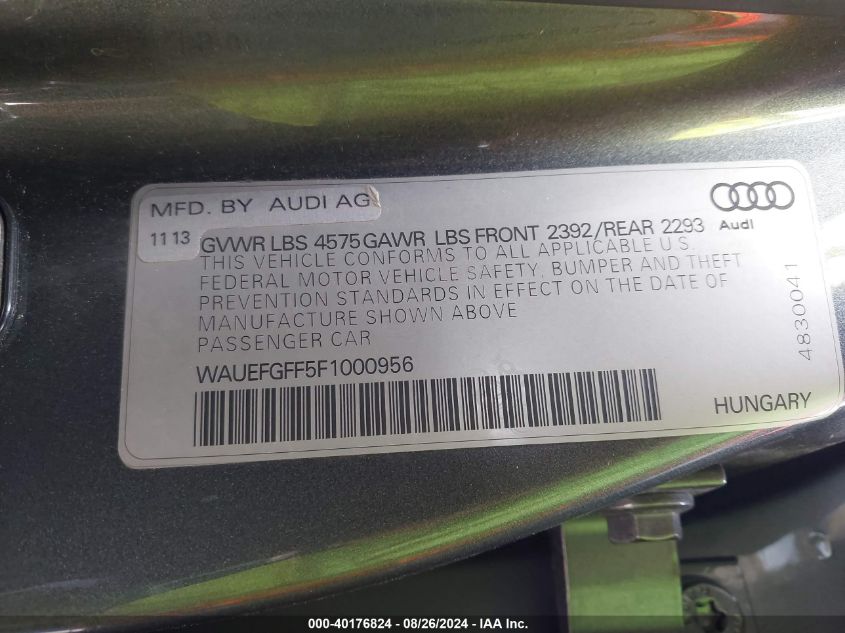 MFD. BY AUDI AG
Audi
11 13 GVWR LBS 4575 GAWR LBS FRONT 2392/REAR 2293
THIS VEHICLE CONFORMS TO ALL APPLICABLE U.S.
FEDERAL MOTOR VEHICLE SAFETY, BUMPER AND THEFT
PREVENTION STANDARDS IN EFFECT ON THE DATE OF
MANUFACTURE SHOWN ABOVE
PASSENGER CAR
4830041
WAUEFGFF5F1000956
HUNGARY
000-40176824 - 08/26/2024 - IAA Inc.